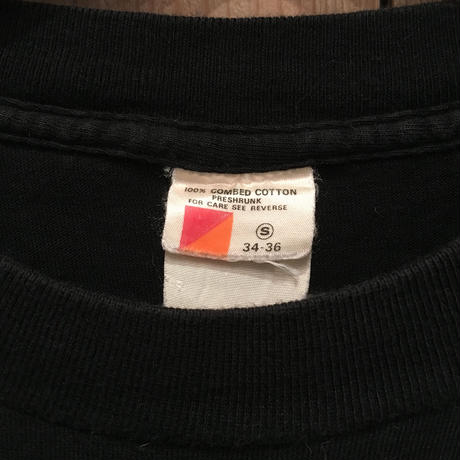 100% COMBED COTTON
PRESHRUNK
FOR CARE SEE REVERSE
S
34-36